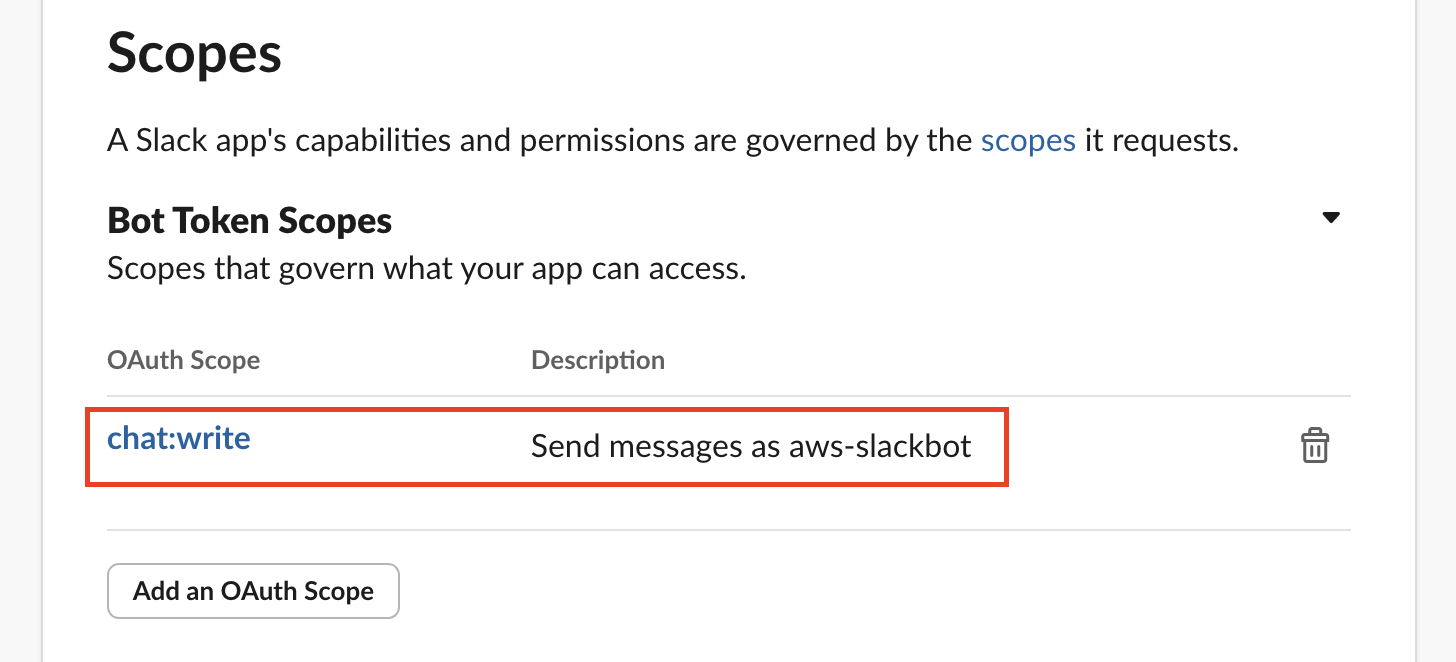 Scopes
A Slack app's capabilities and permissions are governed by the scopes it requests.
Bot Token Scopes
Scopes that govern what your app can access.
OAuth Scope Description
chat:write Send messages as aws-slackbot
Add an OAuth Scope